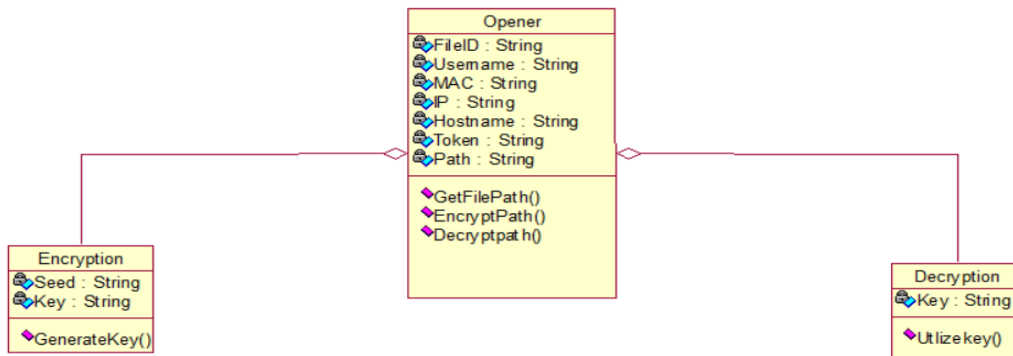 Opener
FileID : String
Username : String
MAC : String
IP : String
Hostname : String
Token : String
Path : String
GetFilePath()
EncryptPath()
Decryptpath()
Encryption
Seed : String
Key : String
GenerateKey()
Decryption
Key : String
Utlizekey()